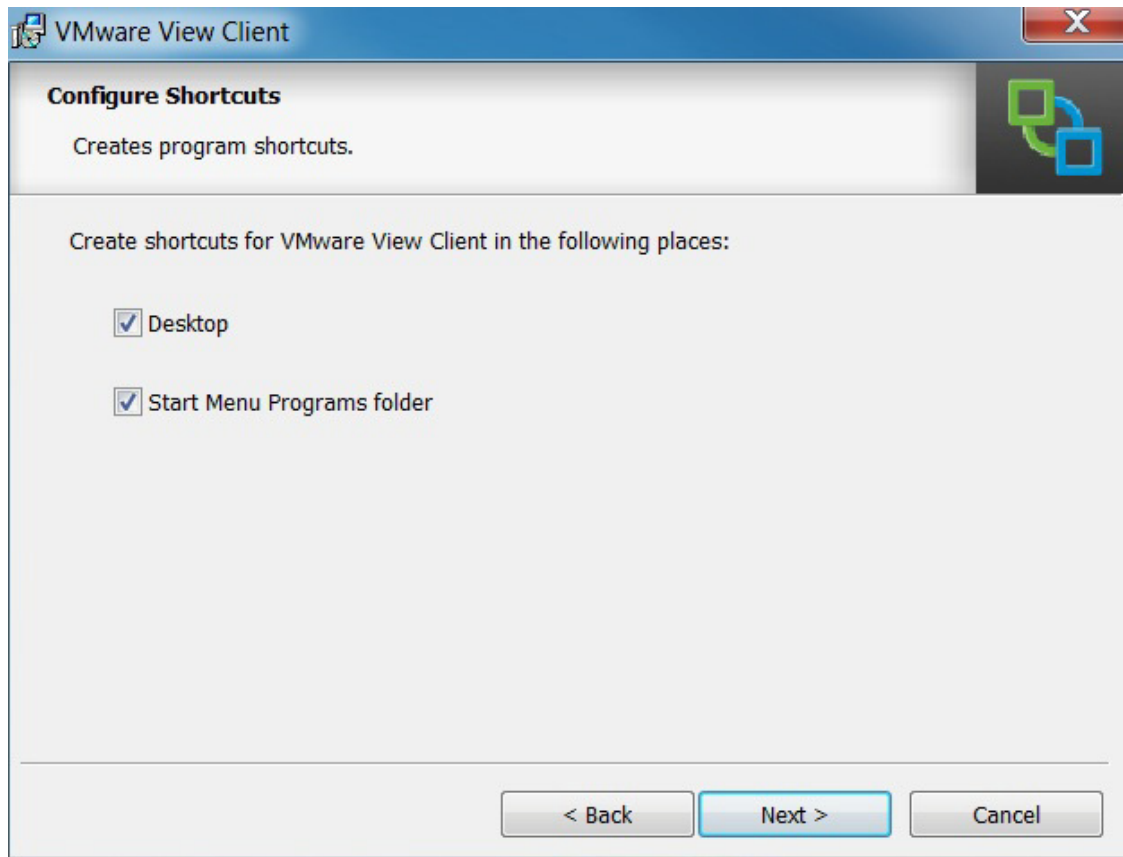 VMware View Client
Configure Shortcuts
Creates program shortcuts.
Create shortcuts for VMware View Client in the following places:
Desktop
Start Menu Programs folder
< Back Next > Cancel